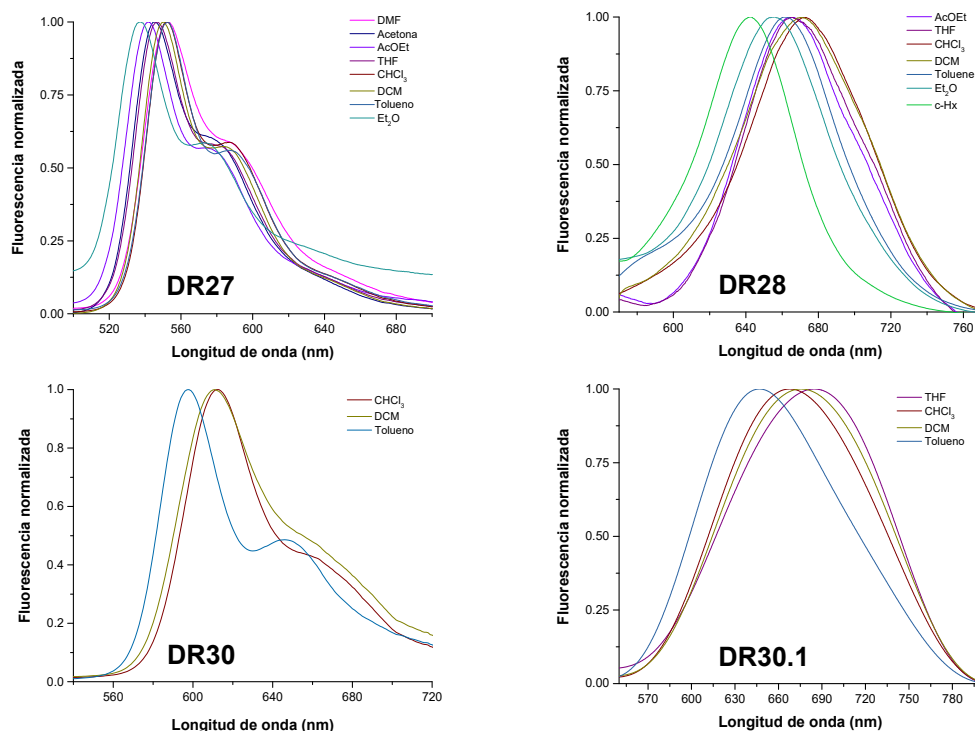 DMF
Acetona
AcOEt
THF
CHCl3
DCM
Tolueno
Et2O
1.00
0.75
0.50
0.25
0.00
Fluorescencia normalizada
DR27
520 560 600 640 680
Longitud de onda (nm)
AcOEt
THF
CHCl3
DCM
Toluene
Et2O
c-Hx
1.00
0.75
0.50
0.25
0.00
Fluorescencia normalizada
DR28
600 640 680 720 760
Longitud de onda (nm)
CHCl3
DCM
Tolueno
1.0
0.8
0.6
0.4
0.2
0.0
Fluorescencia normalizada
DR30
560 600 640 680 720
Longitud de onda (nm)
THF
CHCl3
DCM
Tolueno
1.00
0.75
0.50
0.25
0.00
Fluorescencia normalizada
DR30.1
570 600 630 660 690 720 750 780
Longitud de onda (nm)